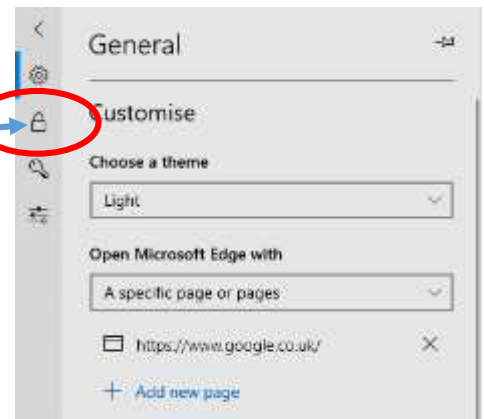 General
Customise
Choose a theme
Light
Open Microsoft Edge with
A specific page or pages
https://www.google.co.uk/
Add new page